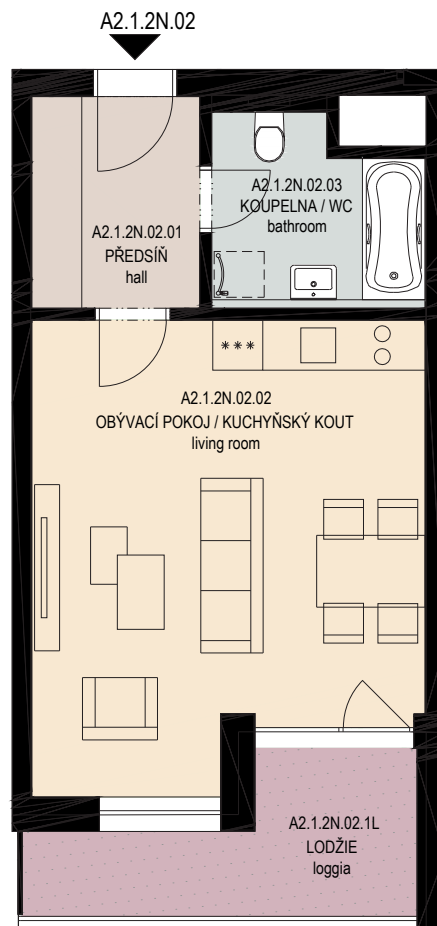 A2.1.2N.02
A2.1.2N.02.03
KOUPELNA / WC
bathroom
A2.1.2N.02.01
PŘEDSÍŇ
hall
A2.1.2N.02.02
OBÝVACÍ POKOJ / KUCHYŇSKÝ KOUT
living room
A2.1.2N.02.1L
LODŽIE
loggia